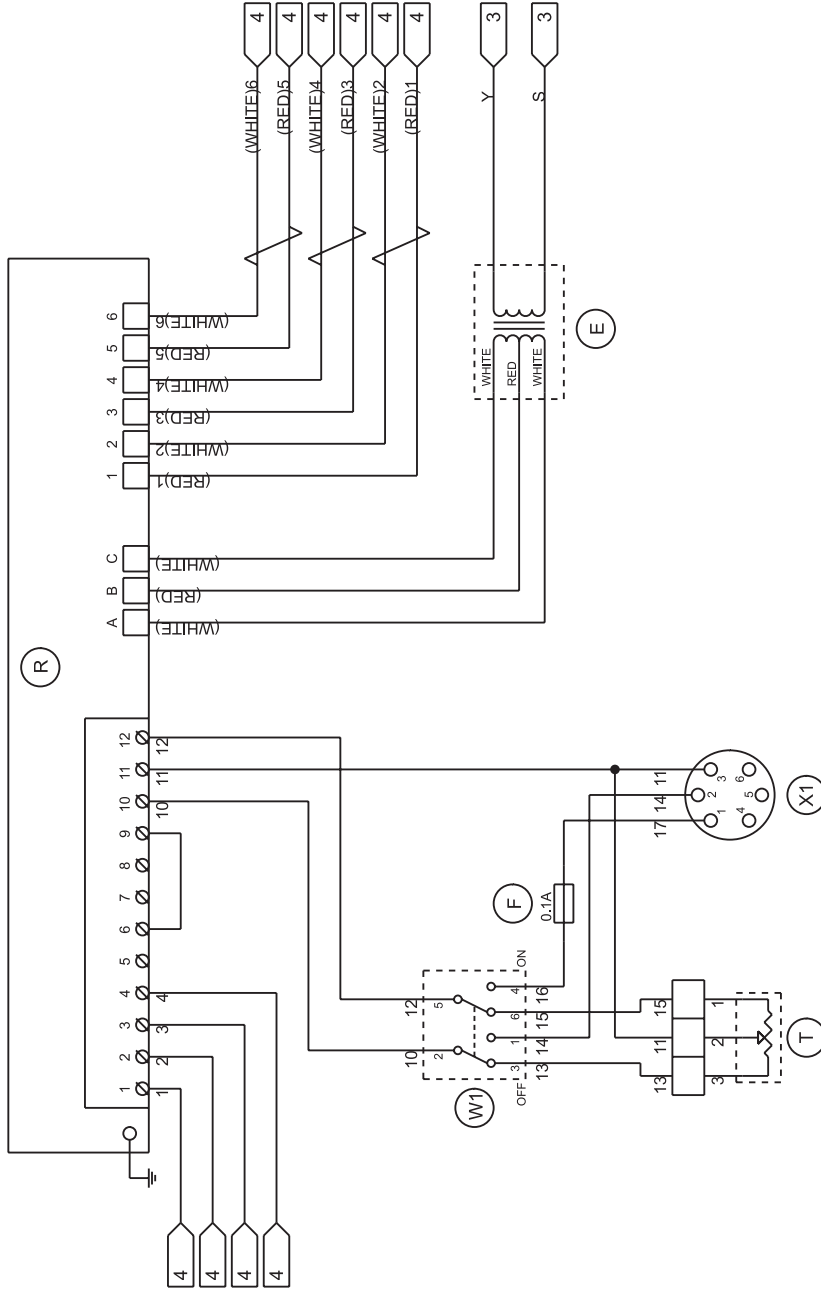 4
4
4
4
4
4
3
3
(WHITE)6
(RED)5
(WHITE)4
(RED)3
(WHITE)2
(RED)1
Y
S
6
5
4
3
2
1
(WHITE)6
(RED)5
(WHITE)4
(RED)3
(WHITE)2
(RED)1
E
WHITE
RED
WHITE
C
B
A
(WHITE)
(RED)
(WHITE)
R
12
11
10
9
8
7
6
5
4
3
2
1
12
11
10
4
3
2
1
11
14
17
3
2
1
6
5
4
X1
F
0.1A
ON
12
10
5
2
4
6
1
3
16
15
14
13
OFF
W1
15
11
13
1
2
3
T
4
4
4
4